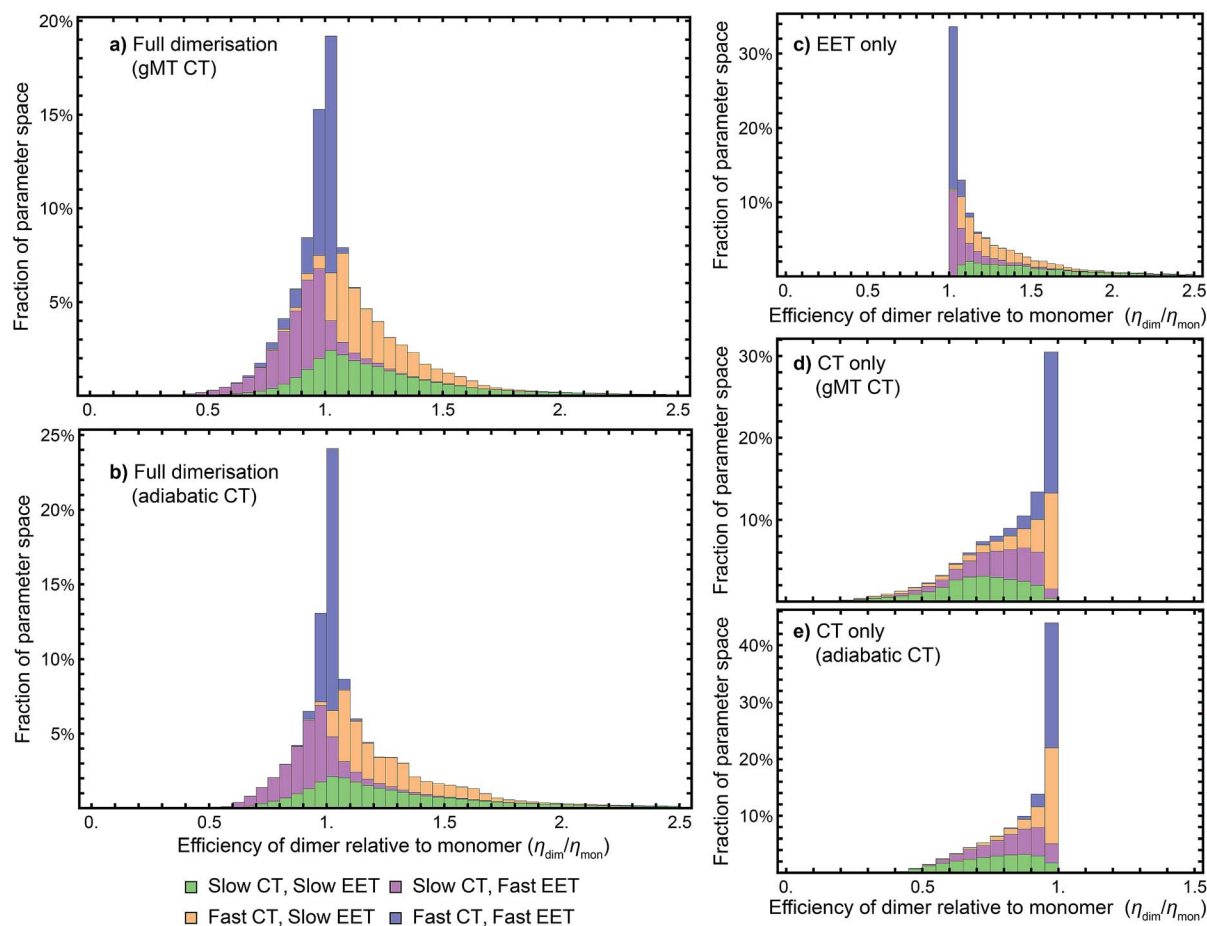 20%
a) Full dimerisation
(gMT CT)
15%
10%
5%
Fraction of parameter space
0. 0.5 1. 1.5 2. 2.5
25%
b) Full dimerisation
(adiabatic CT)
20%
15%
10%
5%
Fraction of parameter space
0. 0.5 1. 1.5 2. 2.5
Efficiency of dimer relative to monomer (ηdim/ηmon)
Slow CT, Slow EET Slow CT, Fast EET
Fast CT, Slow EET Fast CT, Fast EET
c) EET only
30%
20%
10%
Fraction of parameter space
0. 0.5 1. 1.5 2. 2.5
Efficiency of dimer relative to monomer (ηdim/ηmon)
30%
d) CT only
(gMT CT)
20%
10%
Fraction of parameter space
e) CT only
(adiabatic CT)
40%
30%
20%
10%
Fraction of parameter space
0. 0.5 1. 1.5
Efficiency of dimer relative to monomer (ηdim/ηmon)